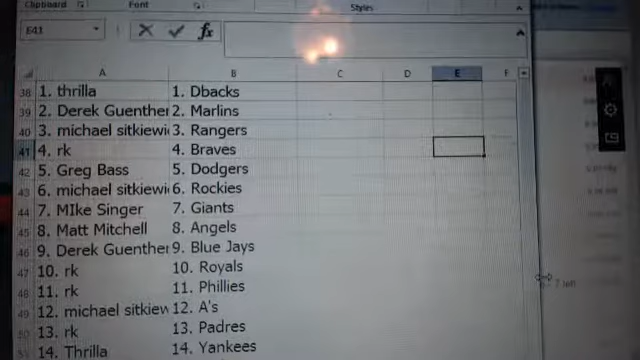 Clipboard Font Styles
E41 fx
A B C D E F
38 1. thrilla 1. Dbacks
39 2. Derek Guenther 2. Marlins
40 3. michael sitkiewi 3. Rangers
41 4. rk 4. Braves
42 5. Greg Bass 5. Dodgers
43 6. michael sitkiewi 6. Rockies
44 7. MIke Singer 7. Giants
45 8. Matt Mitchell 8. Angels
46 9. Derek Guenther 9. Blue Jays
47 10. rk 10. Royals
48 11. rk 11. Phillies
49 12. michael sitkiew 12. A's
50 13. rk 13. Padres
51 14. Thrilla 14. Yankees